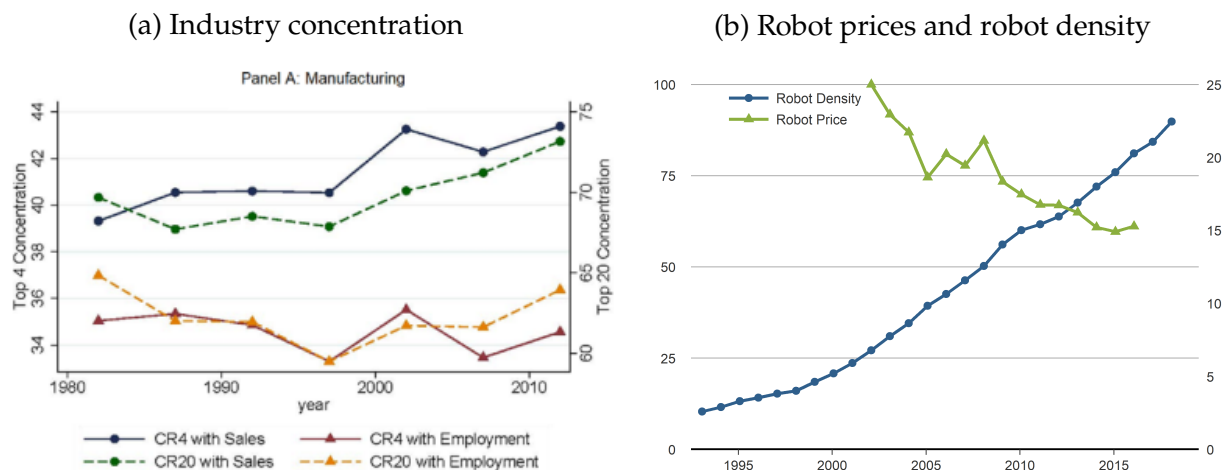 (a) Industry concentration
Panel A: Manufacturing
Top 4 Concentration
44
42
40
38
36
34
75
70
65
60
Top 20 Concentration
1980 1990 2000 2010
year
CR4 with Sales CR4 with Employment
CR20 with Sales CR20 with Employment
(b) Robot prices and robot density
100
75
50
25
0
Robot Density
Robot Price
25
20
15
10
5
0
1995 2000 2005 2010 2015